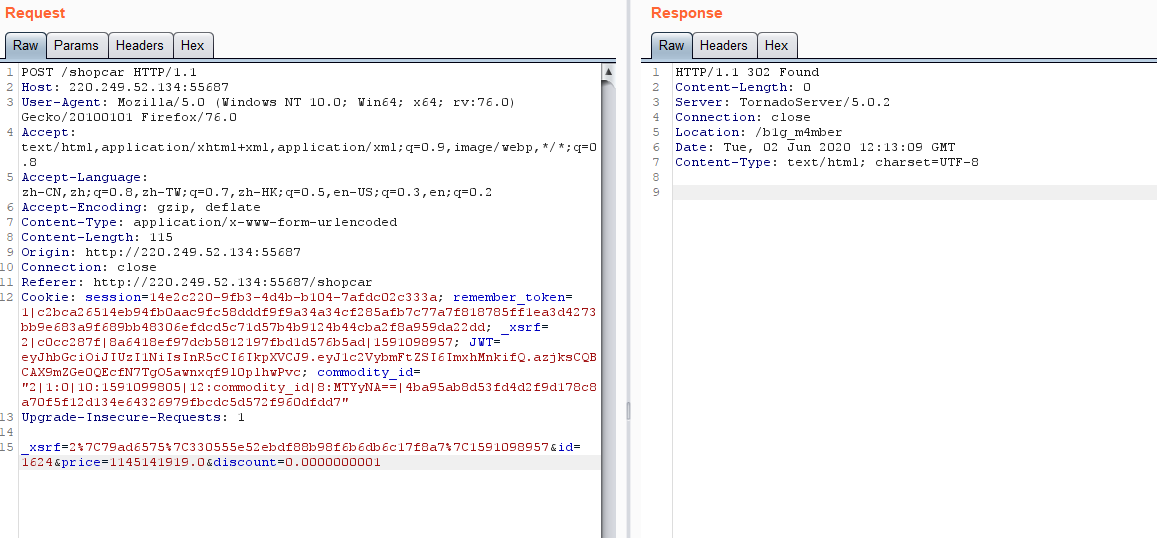 Request
Raw Params Headers Hex
1 POST /shopcar HTTP/1.1
2 Host: 220.249.52.134:55687
3 User-Agent: Mozilla/5.0 (Windows NT 10.0; Win64; x64; rv:76.0)
Gecko/20100101 Firefox/76.0
4 Accept:
text/html,application/xhtml+xml,application/xml;q=0.9,image/webp,*/*;q=0
.8
5 Accept-Language:
zh-CN,zh;q=0.8,zh-TW;q=0.7,zh-HK;q=0.5,en-US;q=0.3,en;q=0.2
6 Accept-Encoding: gzip, deflate
7 Content-Type: application/x-www-form-urlencoded
8 Content-Length: 115
9 Origin: http://220.249.52.134:55687
10 Connection: close
11 Referer: http://220.249.52.134:55687/shopcar
12 Cookie: session=14e2c220-9fb3-4d4b-b104-7afdc02c333a; remember_token=
1|c2bca26514eb94fb0aac9fc58dddf9f9a34a34cf285afb7c77a7f818785ff1ea3d4273
bb9e683a9f689bb48306efdcd5c71d57b4b9124b44cba2f8a959da22dd; _xsrf=
2|c0cc287f|8a6418ef97dcb5812197fbd1d576b5ad|1591098957; JWT=
eyJhbGciOiJIUzI1NiIsInR5cCI6IkpXVCJ9.eyJ1c2VybmFtZSI6ImxhMnkifQ.azjksCQB
CAX9mZGe0QEcfN7TgO5awnxqf9l0plhwPvc; commodity_id=
"2|1:0|10:1591099805|12:commodity_id|8:MTYyNA==|4ba95ab8d53fd4d2f9d178c8
a70f5f12d134e64326979fbcdc5d572f960dfdd7"
13 Upgrade-Insecure-Requests: 1
14
15 _xsrf=2%7C79ad6575%7C330555e52ebdf88b98f6b6db6c17f8a7%7C1591098957&id=
1624&price=1145141919.0&discount=0.0000000001
Response
Raw Headers Hex
1 HTTP/1.1 302 Found
2 Content-Length: 0
3 Server: TornadoServer/5.0.2
4 Connection: close
5 Location: /b1g_m4mber
6 Date: Tue, 02 Jun 2020 12:13:09 GMT
7 Content-Type: text/html; charset=UTF-8
8
9